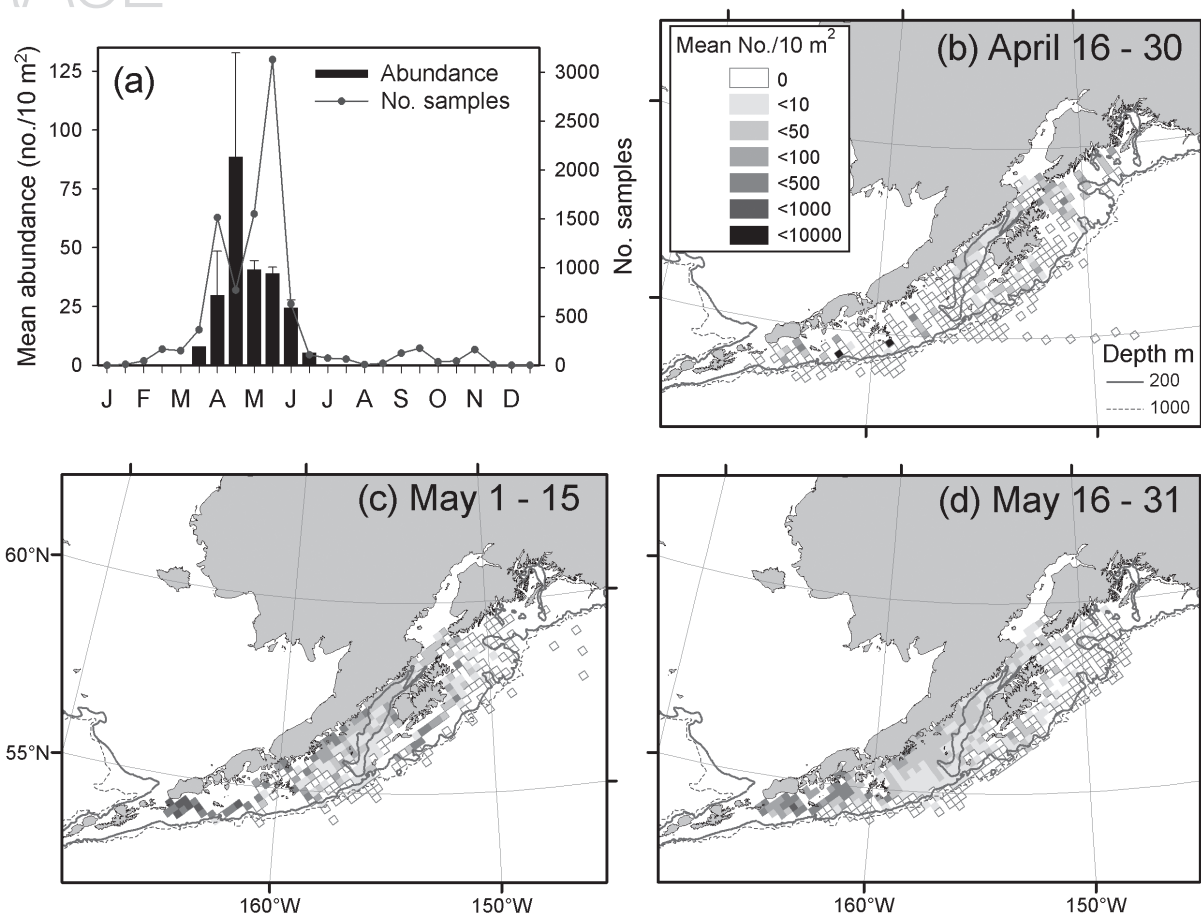 (a)
Abundance
No. samples
Mean abundance (no./10 m²)
125
100
75
50
25
0
3000
2500
2000
1500
1000
500
0
No. samples
J F M A M J J A S O N D
(b) April 16 - 30
Mean No./10 m²
0
<10
<50
<100
<500
<1000
<10000
Depth m
200
1000
(c) May 1 - 15
60°N
55°N
160°W
150°W
(d) May 16 - 31
160°W
150°W